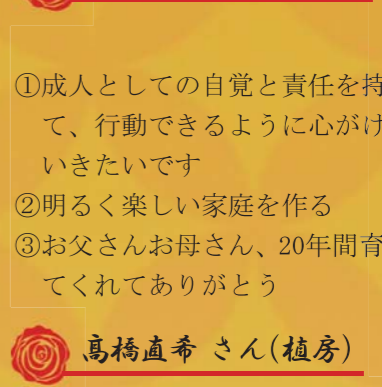 ①成人としての自覚と責任を持
て、行動できるように心がけ
いきたいです
②明るく楽しい家庭を作る
③お父さんお母さん、20年間育
てくれてありがとう
髙橋直希 さん(植房)